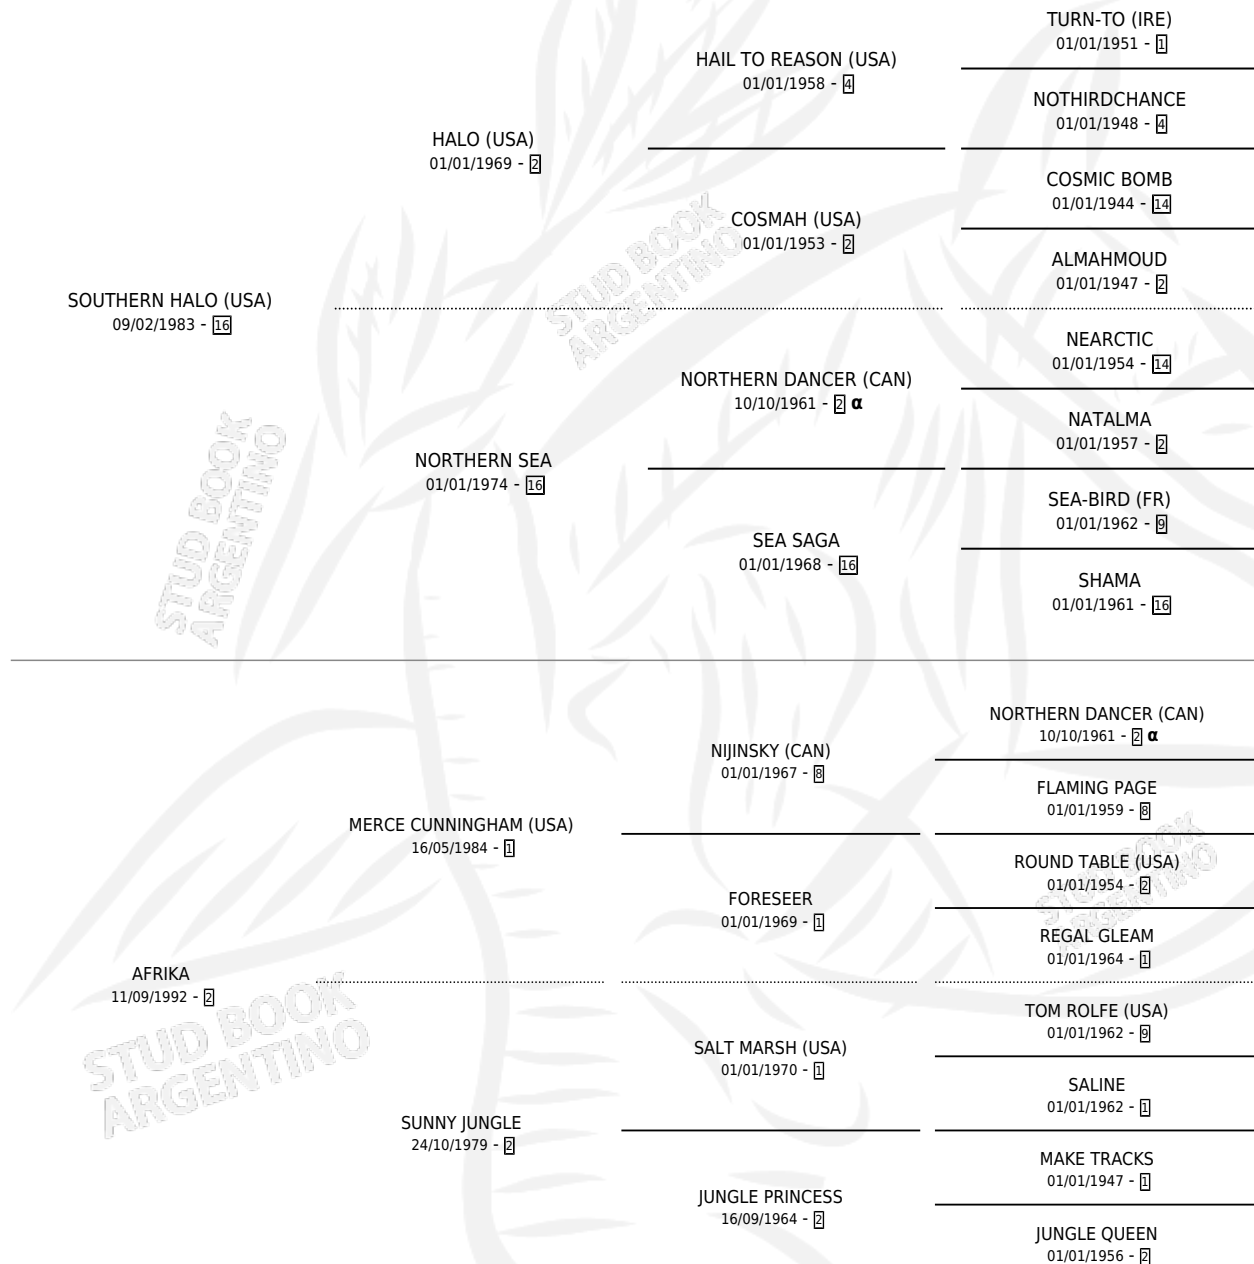 TURN-TO (IRE)
01/01/1951 - 1
HAIL TO REASON (USA)
01/01/1958 - 4
NOTHIRDCHANCE
01/01/1948 - 4
HALO (USA)
01/01/1969 - 2
COSMIC BOMB
01/01/1944 - 14
COSMAH (USA)
01/01/1953 - 2
ALMAHMOUD
01/01/1947 - 2
SOUTHERN HALO (USA)
09/02/1983 - 16
NEARCTIC
01/01/1954 - 14
NORTHERN DANCER (CAN)
10/10/1961 - 2 α
NATALMA
01/01/1957 - 2
NORTHERN SEA
01/01/1974 - 16
SEA-BIRD (FR)
01/01/1962 - 9
SEA SAGA
01/01/1968 - 16
SHAMA
01/01/1961 - 16
NORTHERN DANCER (CAN)
10/10/1961 - 2 α
NIJINSKY (CAN)
01/01/1967 - 8
FLAMING PAGE
01/01/1959 - 8
MERCE CUNNINGHAM (USA)
16/05/1984 - 1
ROUND TABLE (USA)
01/01/1954 - 2
FORESEER
01/01/1969 - 1
REGAL GLEAM
01/01/1964 - 1
AFRIKA
11/09/1992 - 2
TOM ROLFE (USA)
01/01/1962 - 9
SALT MARSH (USA)
01/01/1970 - 1
SALINE
01/01/1962 - 1
SUNNY JUNGLE
24/10/1979 - 2
MAKE TRACKS
01/01/1947 - 1
JUNGLE PRINCESS
16/09/1964 - 2
JUNGLE QUEEN
01/01/1956 - 2
STUD BOOK
ARGENTINO
STUD BOOK
ARGENTINO
STUD BOOK
ARGENTINO
STUD BOOK
ARGENTINO